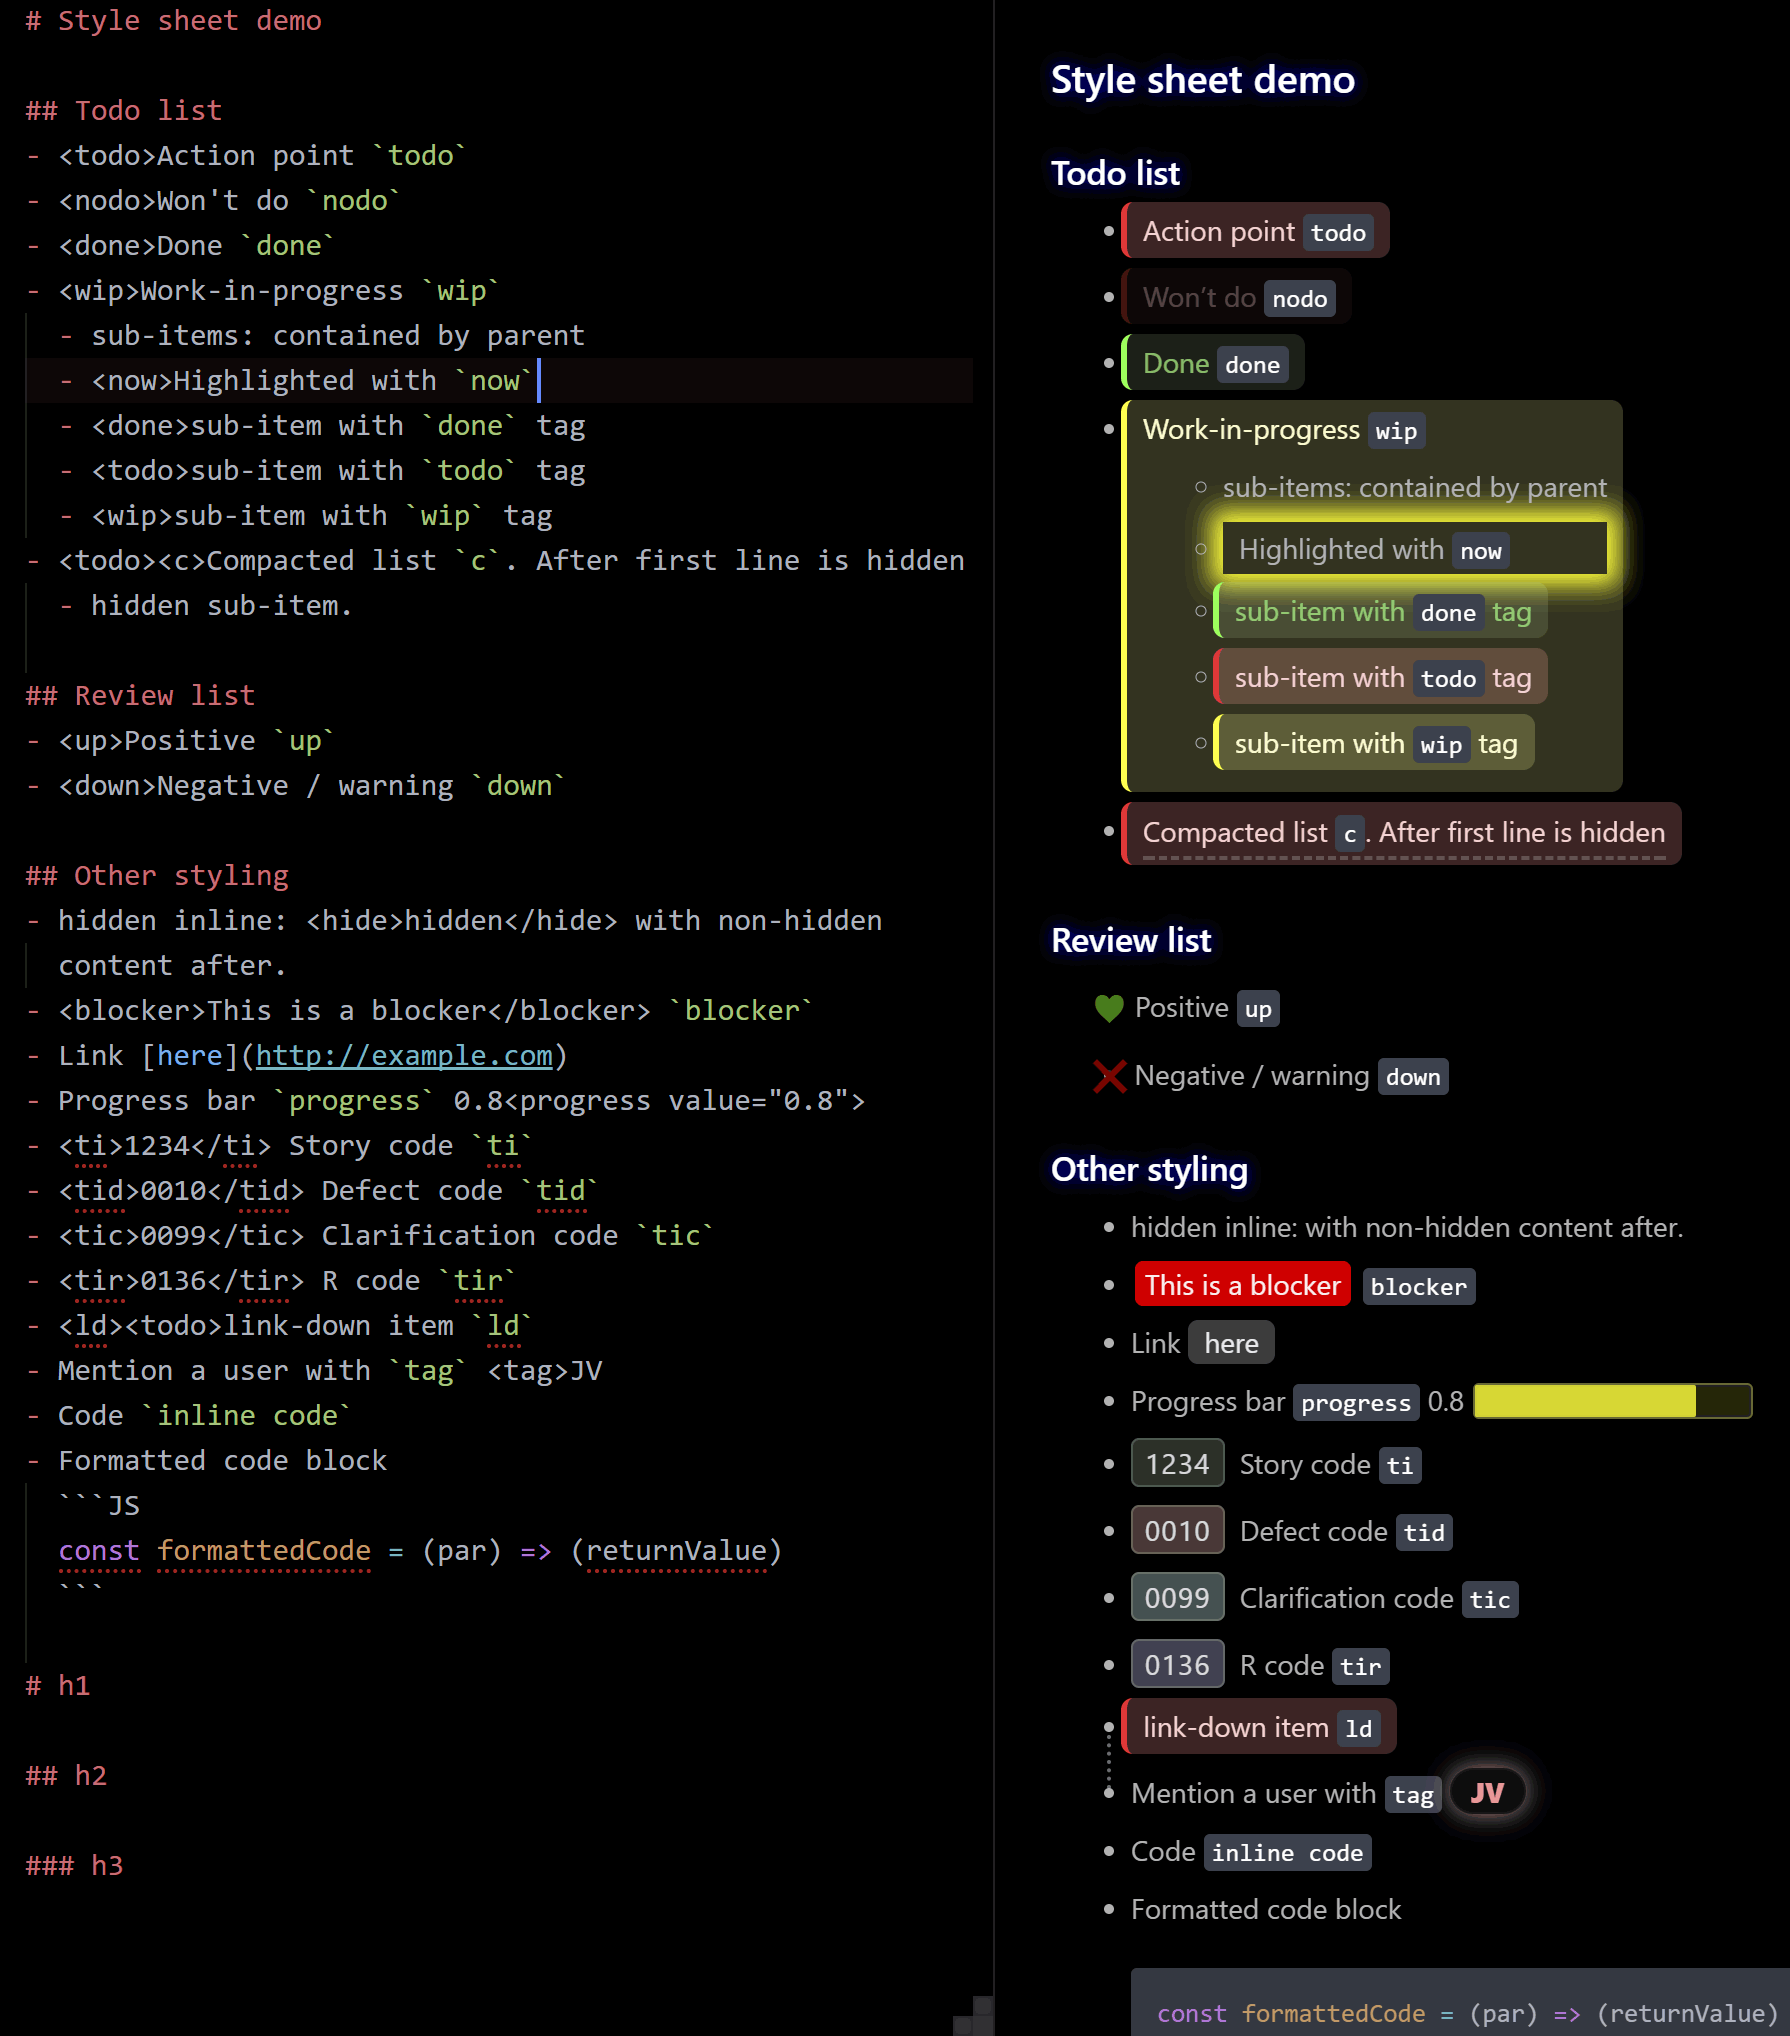 # Style sheet demo
## Todo list
- <todo>Action point `todo`
- <nodo>Won't do `nodo`
- <done>Done `done`
- <wip>Work-in-progress `wip`
- sub-items: contained by parent
- <now>Highlighted with `now`
- <done>sub-item with `done` tag
- <todo>sub-item with `todo` tag
- <wip>sub-item with `wip` tag
- <todo><c>Compacted list `c`. After first line is hidden
- hidden sub-item.
## Review list
- <up>Positive `up`
- <down>Negative / warning `down`
## Other styling
- hidden inline: <hide>hidden</hide> with non-hidden
content after.
- <blocker>This is a blocker</blocker> `blocker`
- Link [here](http://example.com)
- Progress bar `progress` 0.8<progress value="0.8">
- <ti>1234</ti> Story code `ti`
- <tid>0010</tid> Defect code `tid`
- <tic>0099</tic> Clarification code `tic`
- <tir>0136</tir> R code `tir`
- <ld><todo>link-down item `ld`
- Mention a user with `tag` <tag>JV
- Code `inline code`
- Formatted code block
```JS
const formattedCode = (par) => (returnValue)
```
# h1
## h2
### h3
Style sheet demo
Todo list
Action point todo
Won’t do nodo
Done done
Work-in-progress wip
sub-items: contained by parent
Highlighted with now
sub-item with done tag
sub-item with todo tag
sub-item with wip tag
Compacted list c. After first line is hidden
Review list
Positive up
Negative / warning down
Other styling
hidden inline: with non-hidden content after.
This is a blocker blocker
Link here
Progress bar progress 0.8
1234 Story code ti
0010 Defect code tid
0099 Clarification code tic
0136 R code tir
link-down item ld
Mention a user with tag JV
Code inline code
Formatted code block
const formattedCode = (par) => (returnValue)